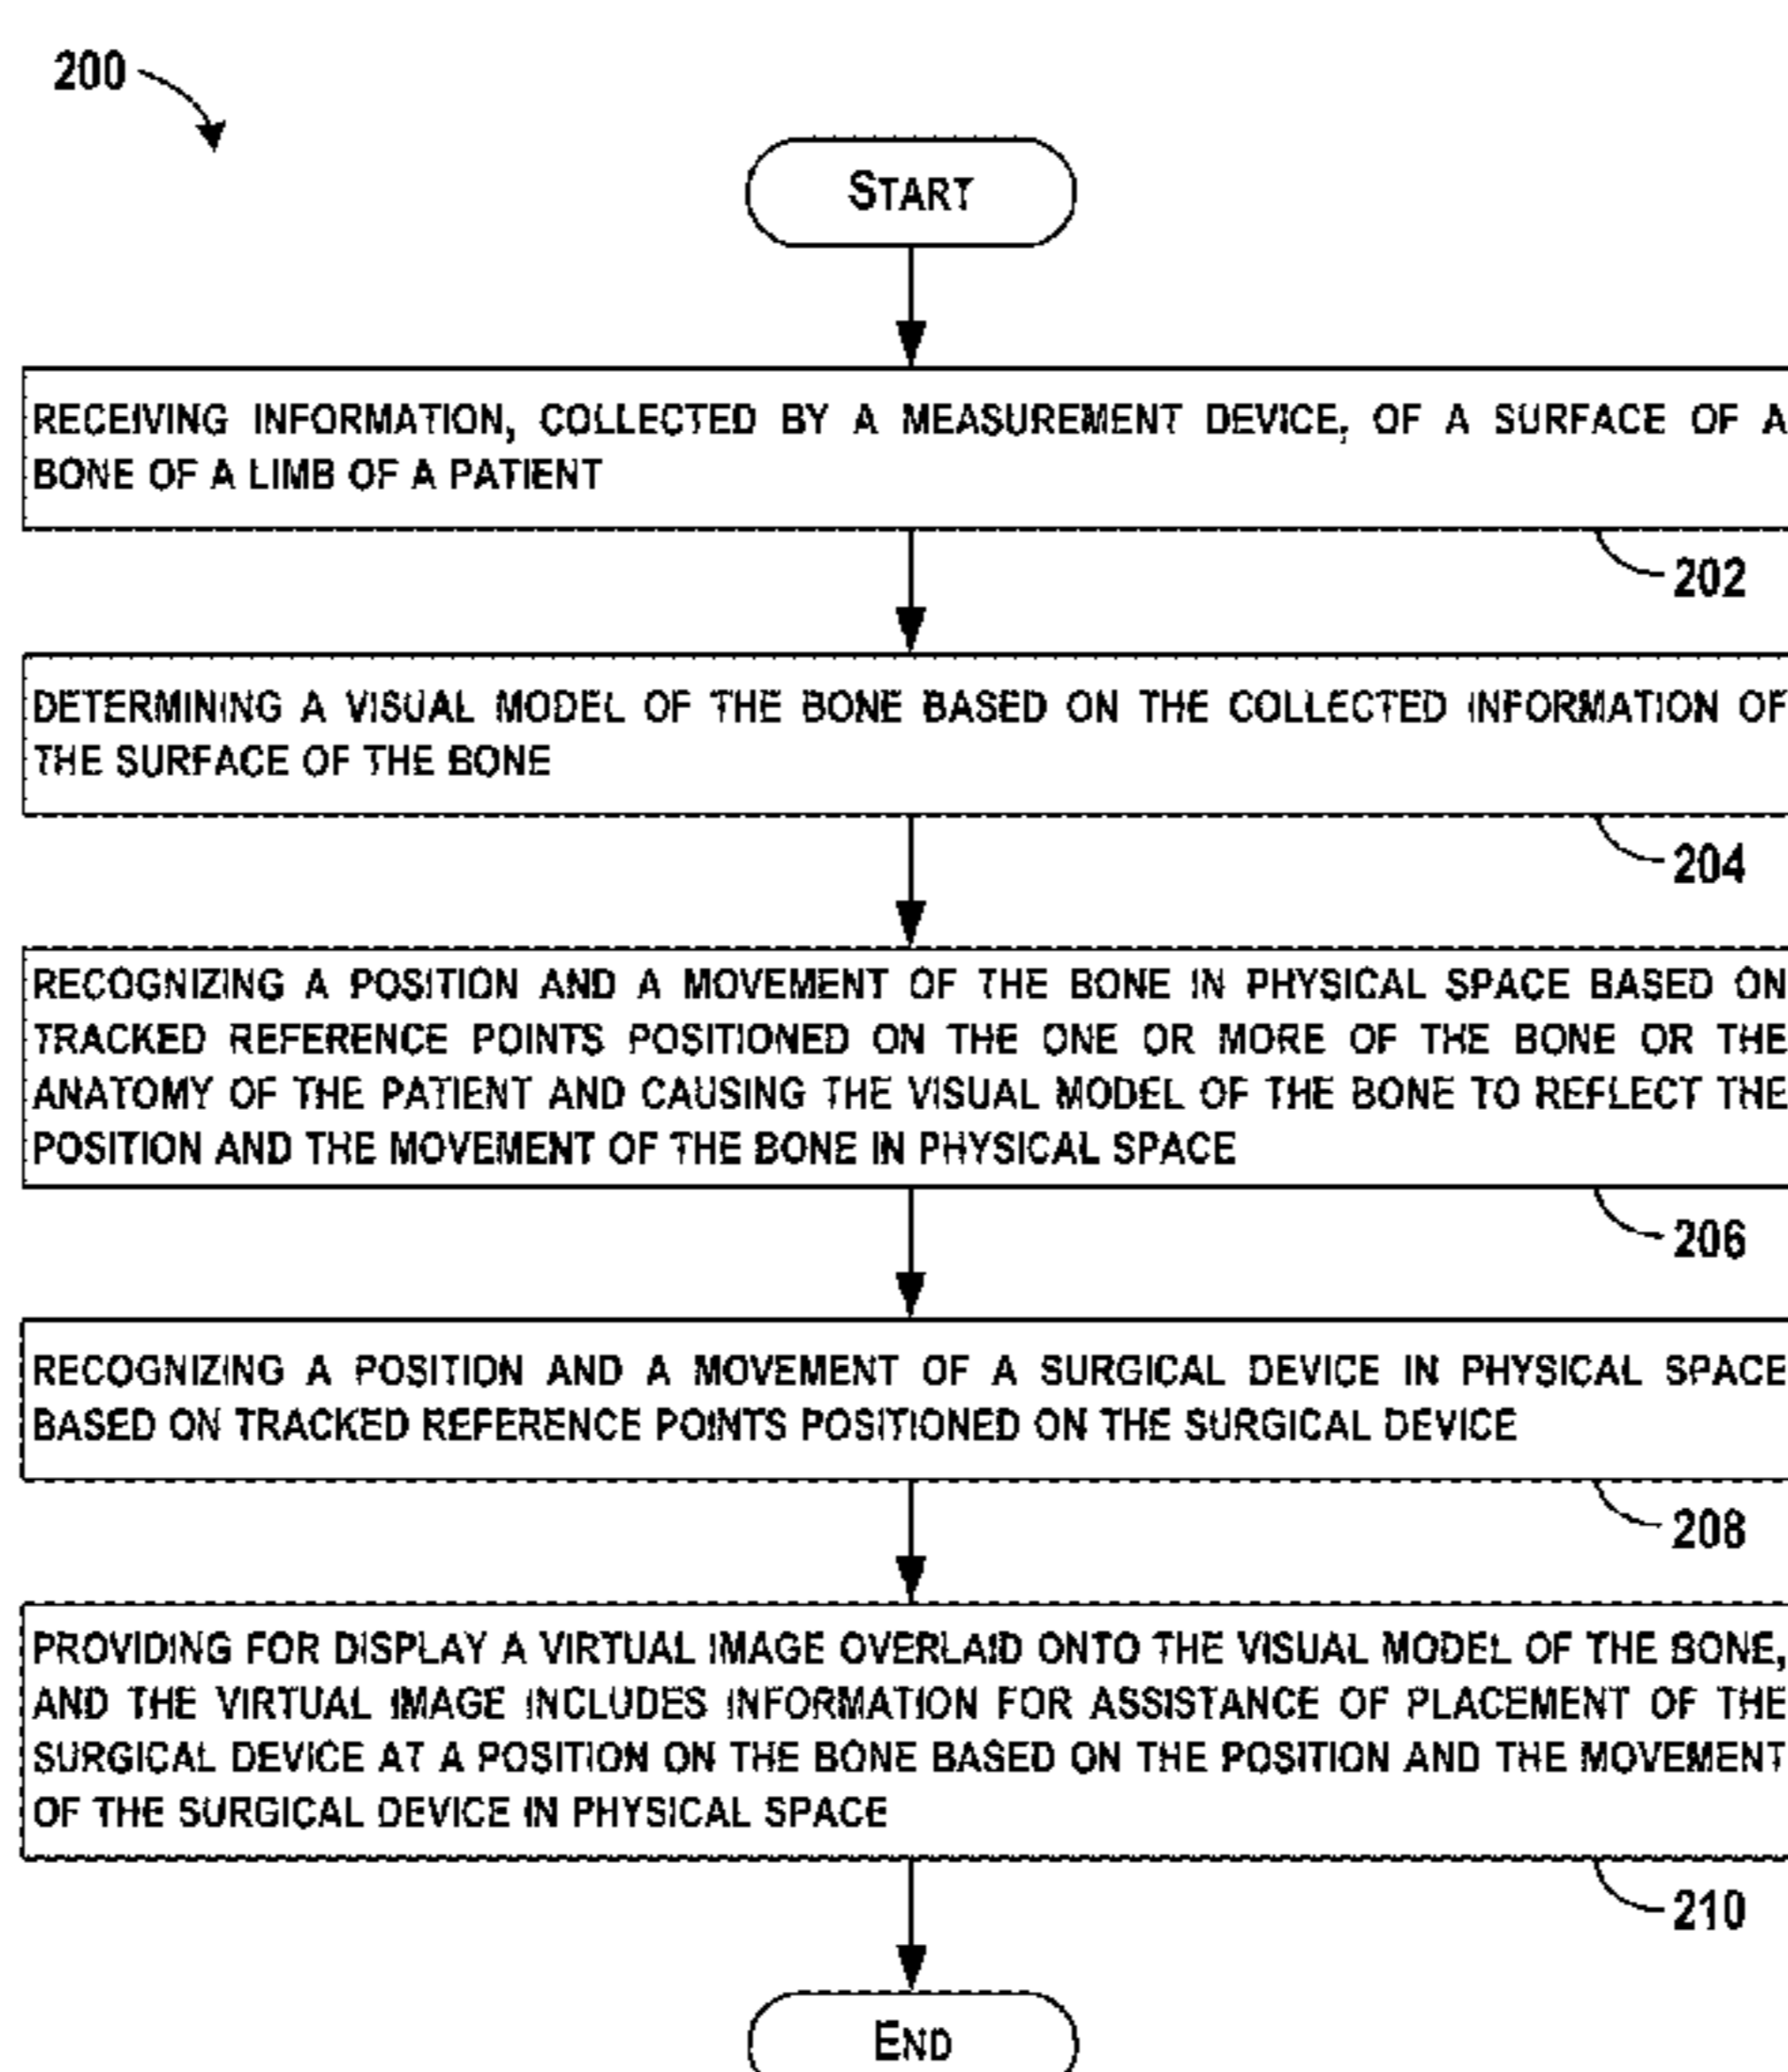 200
START
RECEIVING INFORMATION, COLLECTED BY A MEASUREMENT DEVICE, OF A SURFACE OF A
BONE OF A LIMB OF A PATIENT
202
DETERMINING A VISUAL MODEL OF THE BONE BASED ON THE COLLECTED INFORMATION OF
THE SURFACE OF THE BONE
204
RECOGNIZING A POSITION AND A MOVEMENT OF THE BONE IN PHYSICAL SPACE BASED ON
TRACKED REFERENCE POINTS POSITIONED ON THE ONE OR MORE OF THE BONE OR THE
ANATOMY OF THE PATIENT AND CAUSING THE VISUAL MODEL OF THE BONE TO REFLECT THE
POSITION AND THE MOVEMENT OF THE BONE IN PHYSICAL SPACE
206
RECOGNIZING A POSITION AND A MOVEMENT OF A SURGICAL DEVICE IN PHYSICAL SPACE
BASED ON TRACKED REFERENCE POINTS POSITIONED ON THE SURGICAL DEVICE
208
PROVIDING FOR DISPLAY A VIRTUAL IMAGE OVERLAID ONTO THE VISUAL MODEL OF THE BONE,
AND THE VIRTUAL IMAGE INCLUDES INFORMATION FOR ASSISTANCE OF PLACEMENT OF THE
SURGICAL DEVICE AT A POSITION ON THE BONE BASED ON THE POSITION AND THE MOVEMENT
OF THE SURGICAL DEVICE IN PHYSICAL SPACE
210
END